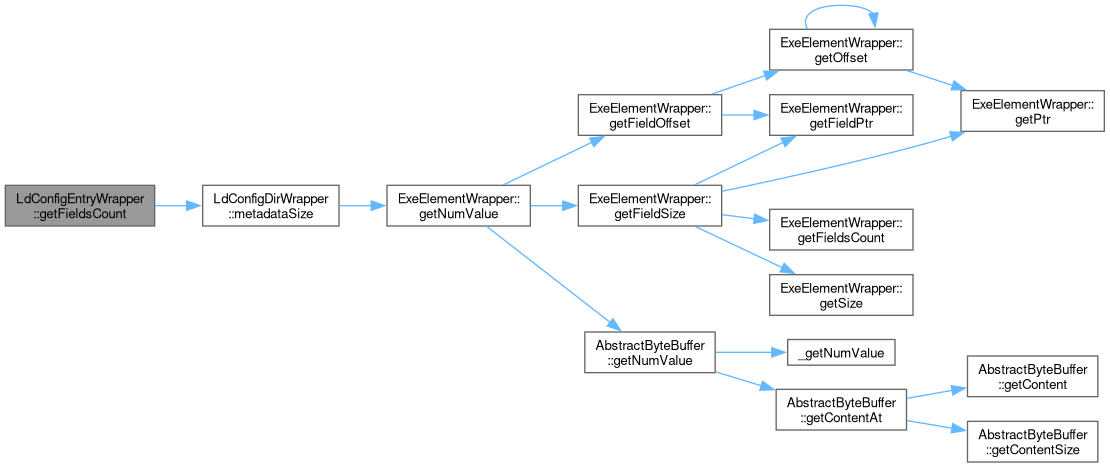 LdConfigEntryWrapper
::getFieldsCount
LdConfigDirWrapper
::metadataSize
ExeElementWrapper::
getNumValue
ExeElementWrapper::
getFieldOffset
ExeElementWrapper::
getOffset
ExeElementWrapper::
getPtr
ExeElementWrapper::
getFieldPtr
ExeElementWrapper::
getFieldSize
ExeElementWrapper::
getFieldsCount
ExeElementWrapper::
getSize
AbstractByteBuffer
::getNumValue
_getNumValue
AbstractByteBuffer
::getContentAt
AbstractByteBuffer
::getContent
AbstractByteBuffer
::getContentSize